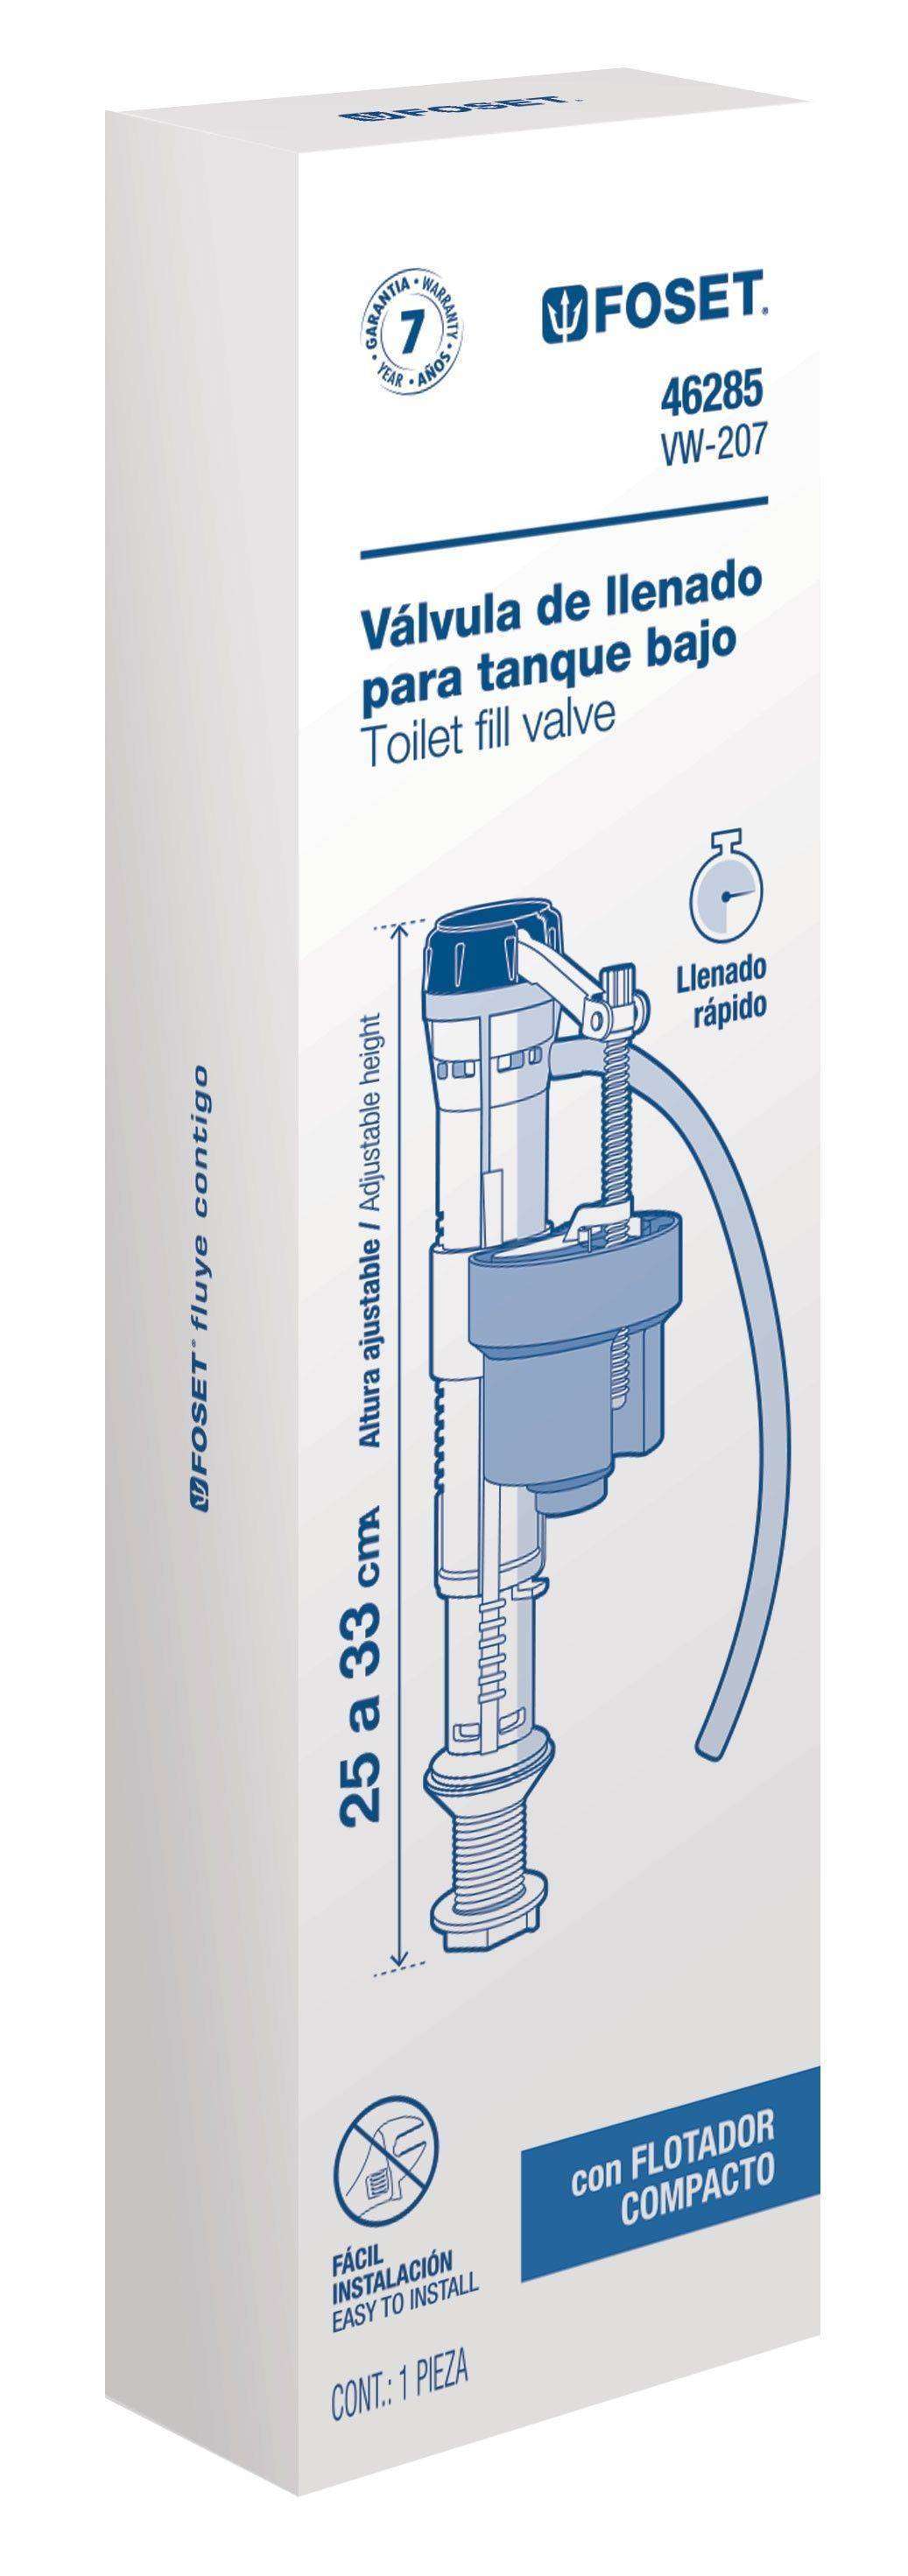 FOSET
GARANTIA • WARRANTY • 7 YEAR • AÑOS
FOSET
46285
VW-207
Válvula de llenado
para tanque bajo
Toilet fill valve
Llenado
rápido
Altura ajustable / Adjustable height
25 a 33 cm
FOSET® fluye contigo
con FLOTADOR
COMPACTO
FÁCIL
INSTALACIÓN
EASY TO INSTALL
CONT.: 1 PIEZA